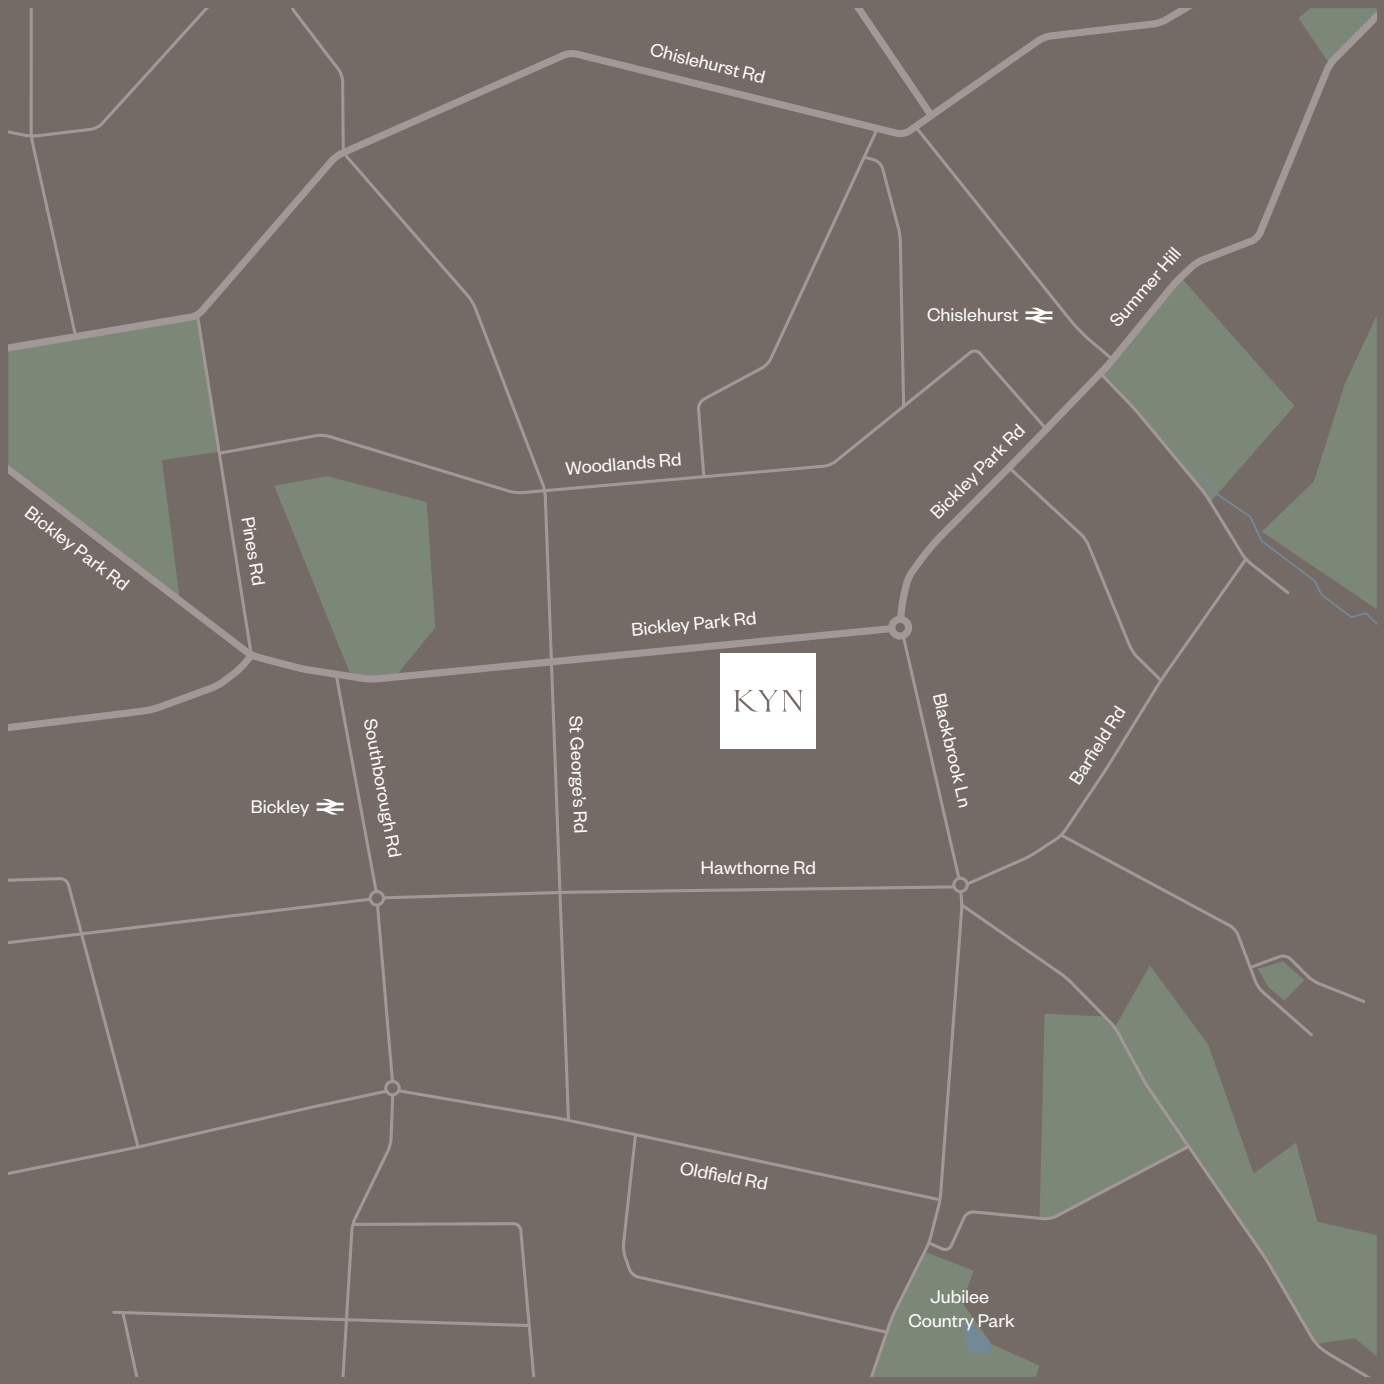 Chislehurst Rd
Summer Hill
Chislehurst
Bickley Park Rd
Woodlands Rd
Bickley Park Rd
Pines Rd
Bickley Park Rd
KYN
Blackbrook Ln
Barfield Rd
Southborough Rd
St George's Rd
Bickley
Hawthorne Rd
Oldfield Rd
Jubilee
Country Park